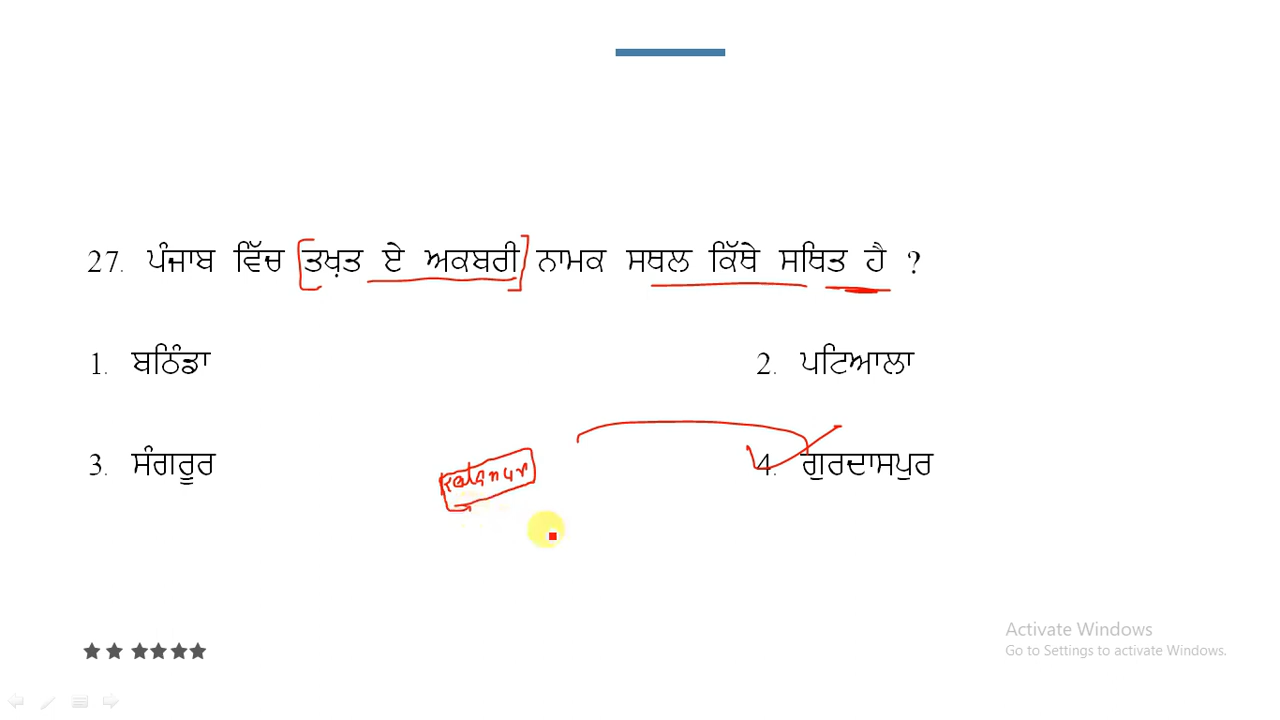 27. ਪੰਜਾਬ ਵਿੱਚ ਤਖ਼ਤ ਏ ਅਕਬਰੀ ਨਾਮਕ ਸਥਲ ਕਿੱਥੇ ਸਥਿਤ ਹੈ ?
1. ਬਠਿੰਡਾ 2. ਪਟਿਆਲਾ
3. ਸੰਗਰੂਰ 4. ਗੁਰਦਾਸਪੁਰ
Kalanur
Activate Windows
Go to Settings to activate Windows.